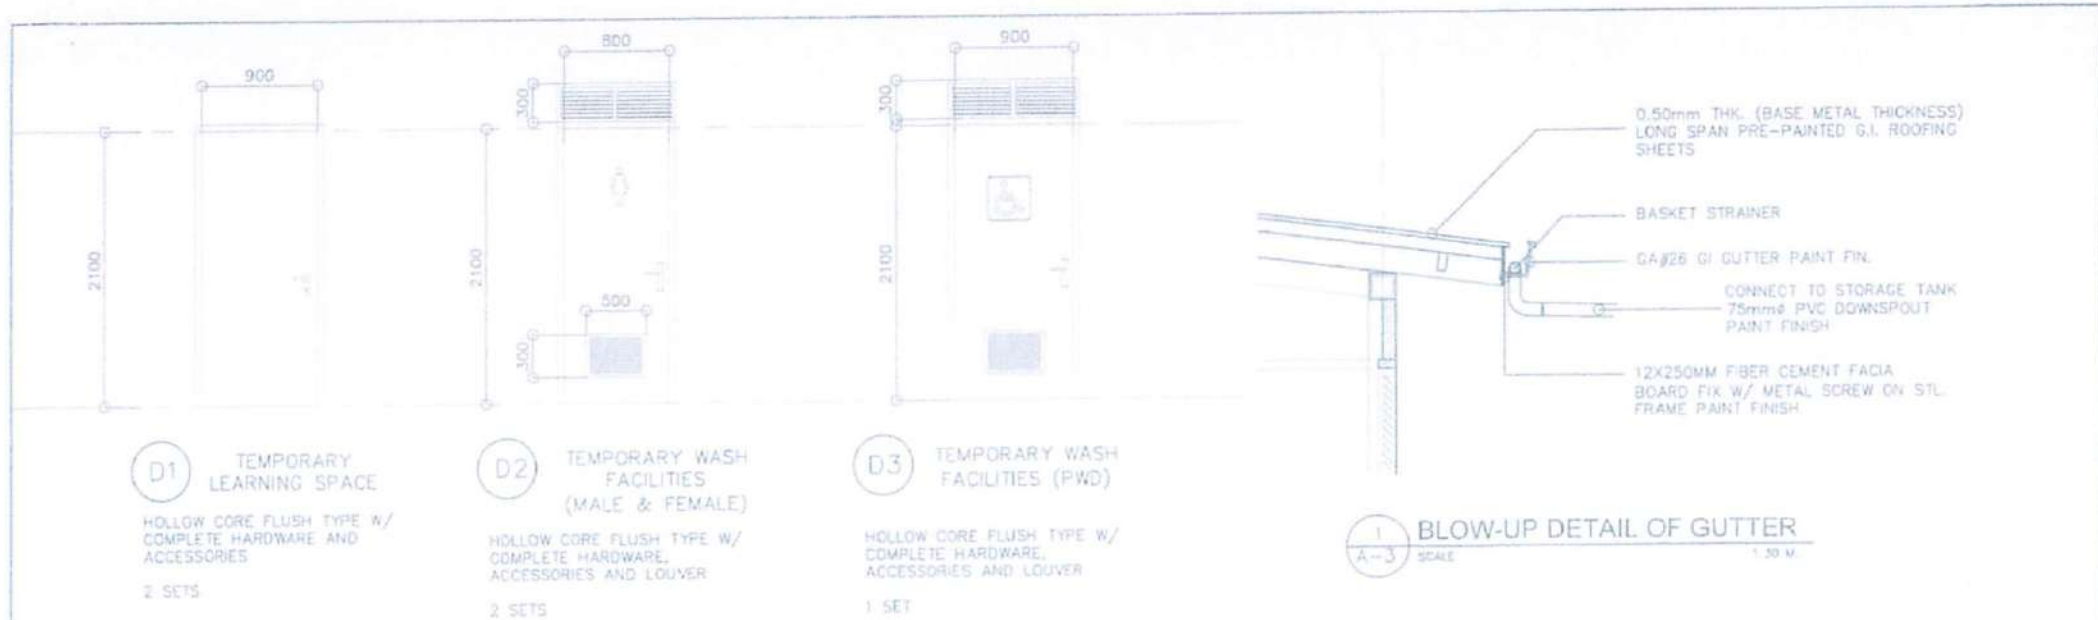 900
2100
D1
TEMPORARY
LEARNING SPACE
HOLLOW CORE FLUSH TYPE W/
COMPLETE HARDWARE AND
ACCESSORIES
2 SETS
800
300
2100
500
300
D2
TEMPORARY WASH
FACILITIES
(MALE & FEMALE)
HOLLOW CORE FLUSH TYPE W/
COMPLETE HARDWARE,
ACCESSORIES AND LOUVER
2 SETS
900
300
2100
D3
TEMPORARY WASH
FACILITIES (PWD)
HOLLOW CORE FLUSH TYPE W/
COMPLETE HARDWARE,
ACCESSORIES AND LOUVER
1 SET
0.50mm THK. (BASE METAL THICKNESS)
LONG SPAN PRE-PAINTED G.I. ROOFING
SHEETS
BASKET STRAINER
GA#26 GI GUTTER PAINT FIN.
CONNECT TO STORAGE TANK
75mmø PVC DOWNSPOUT
PAINT FINISH
12X250MM FIBER CEMENT FACIA
BOARD FIX W/ METAL SCREW ON STL.
FRAME PAINT FINISH
1
A-3
BLOW-UP DETAIL OF GUTTER
SCALE